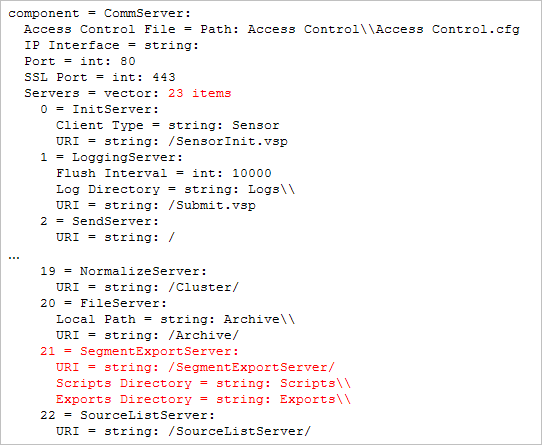 component = CommServer:
Access Control File = Path: Access Control\\Access Control.cfg
IP Interface = string:
Port = int: 80
SSL Port = int: 443
Servers = vector: 23 items
0 = InitServer:
Client Type = string: Sensor
URI = string: /SensorInit.vsp
1 = LoggingServer:
Flush Interval = int: 10000
Log Directory = string: Logs\\
URI = string: /Submit.vsp
2 = SendServer:
URI = string: /
...
19 = NormalizeServer:
URI = string: /Cluster/
20 = FileServer:
Local Path = string: Archive\\
URI = string: /Archive/
21 = SegmentExportServer:
URI = string: /SegmentExportServer/
Scripts Directory = string: Scripts\\
Exports Directory = string: Exports\\
22 = SourceListServer:
URI = string: /SourceListServer/